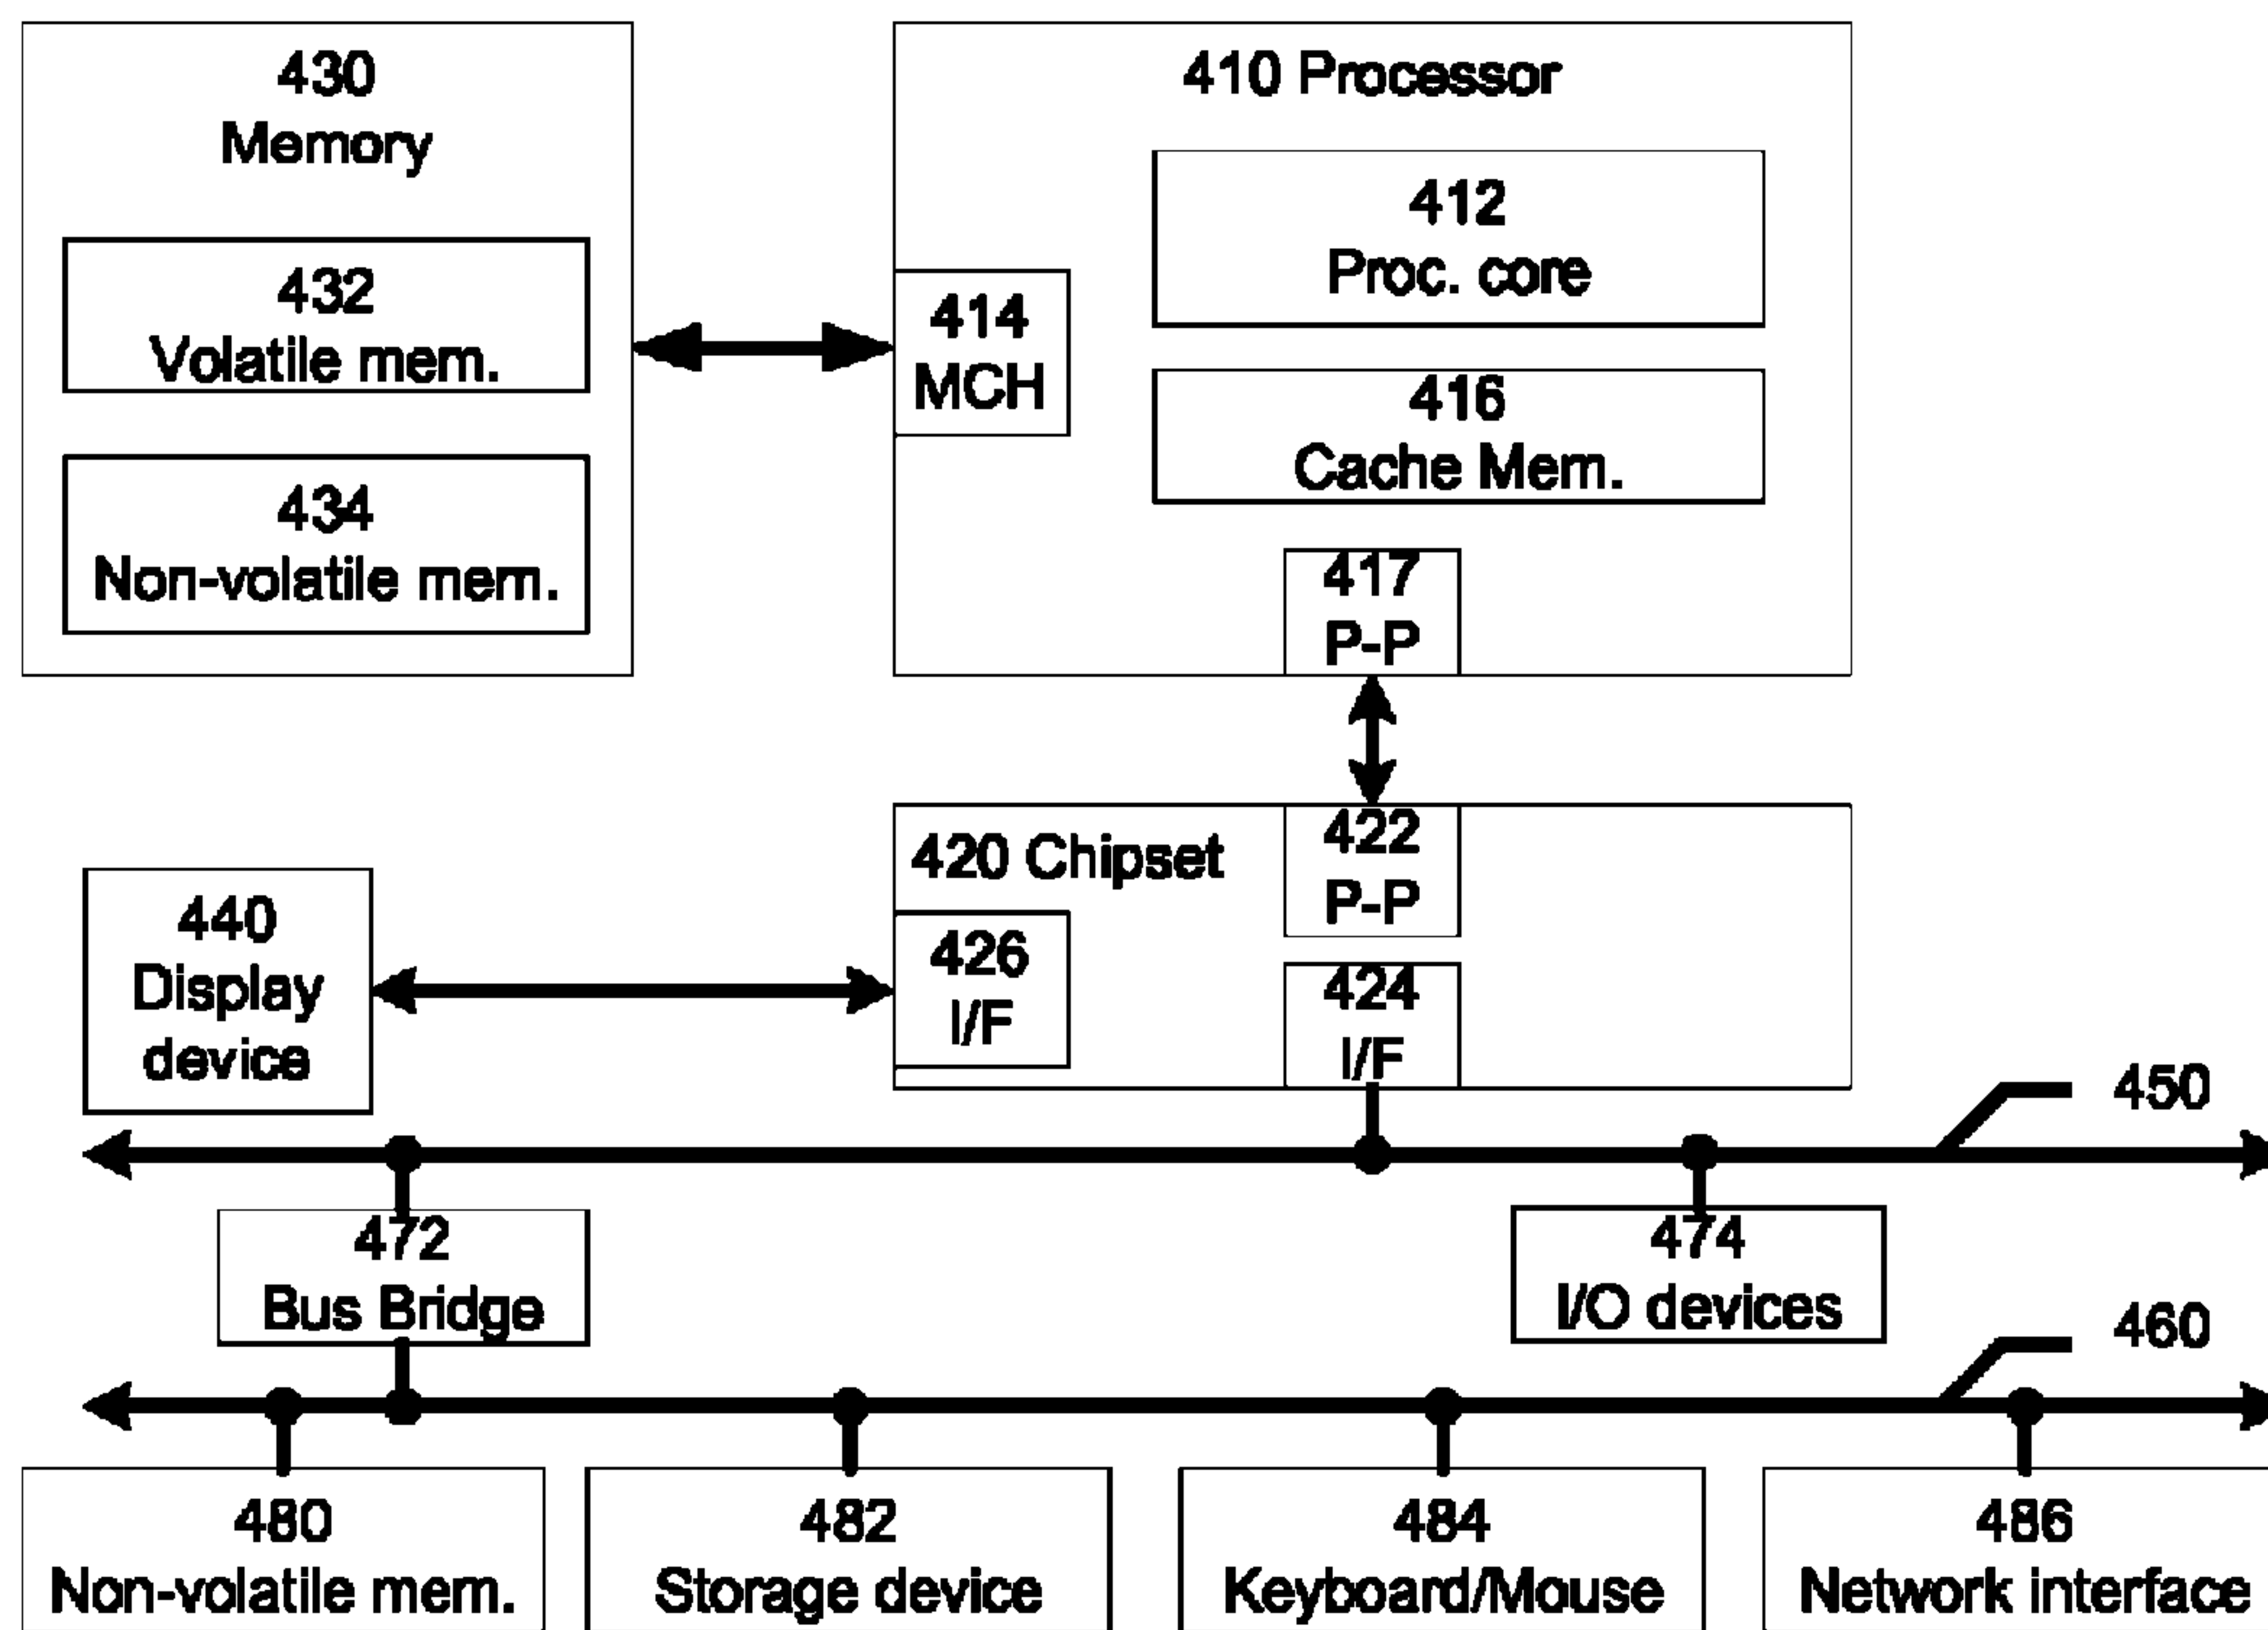 430
Memory
432
Volatile mem.
434
Non-volatile mem.
410 Processor
412
Proc. core
414
MCH
416
Cache Mem.
417
P-P
420 Chipset
422
P-P
426
I/F
424
I/F
440
Display
device
450
472
Bus Bridge
474
I/O devices
460
480
Non-volatile mem.
482
Storage device
484
Keyboard/Mouse
486
Network interface